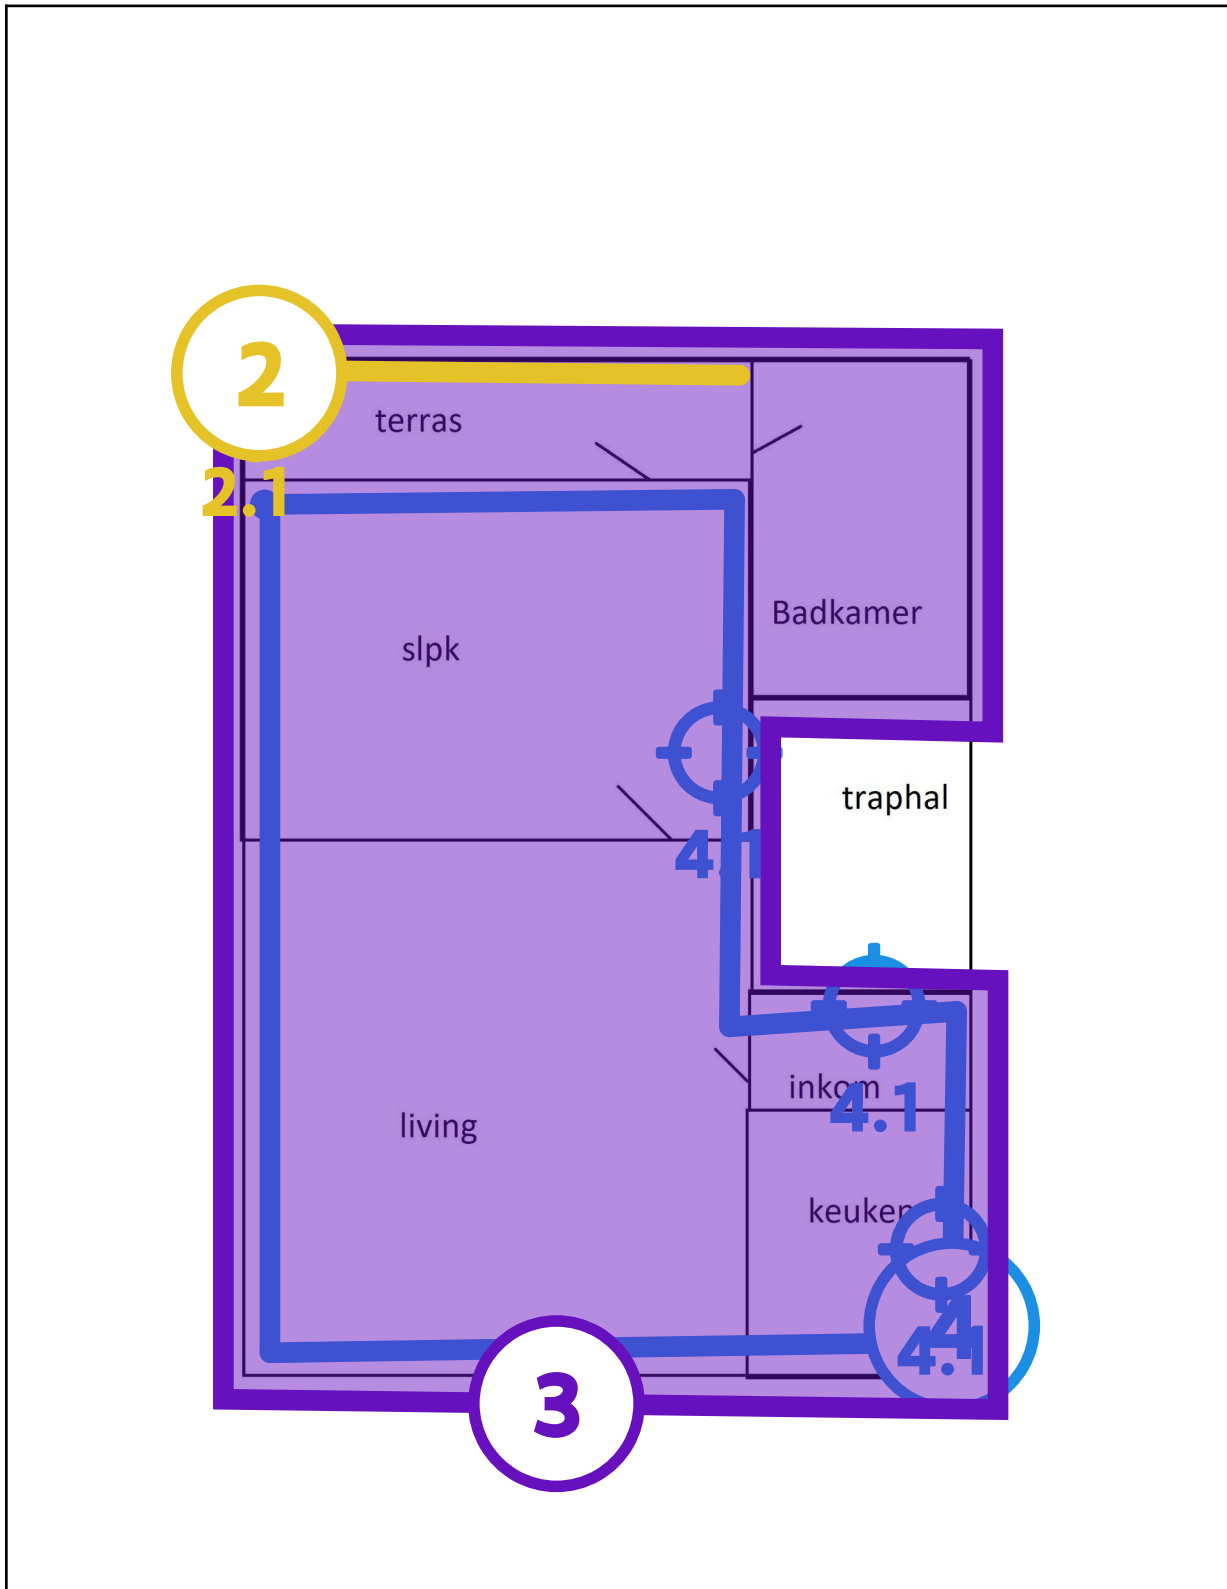 2
terras
2.1
Badkamer
slpk
traphal
4.1
inkom
4.1
living
keuken
4
4.1
3